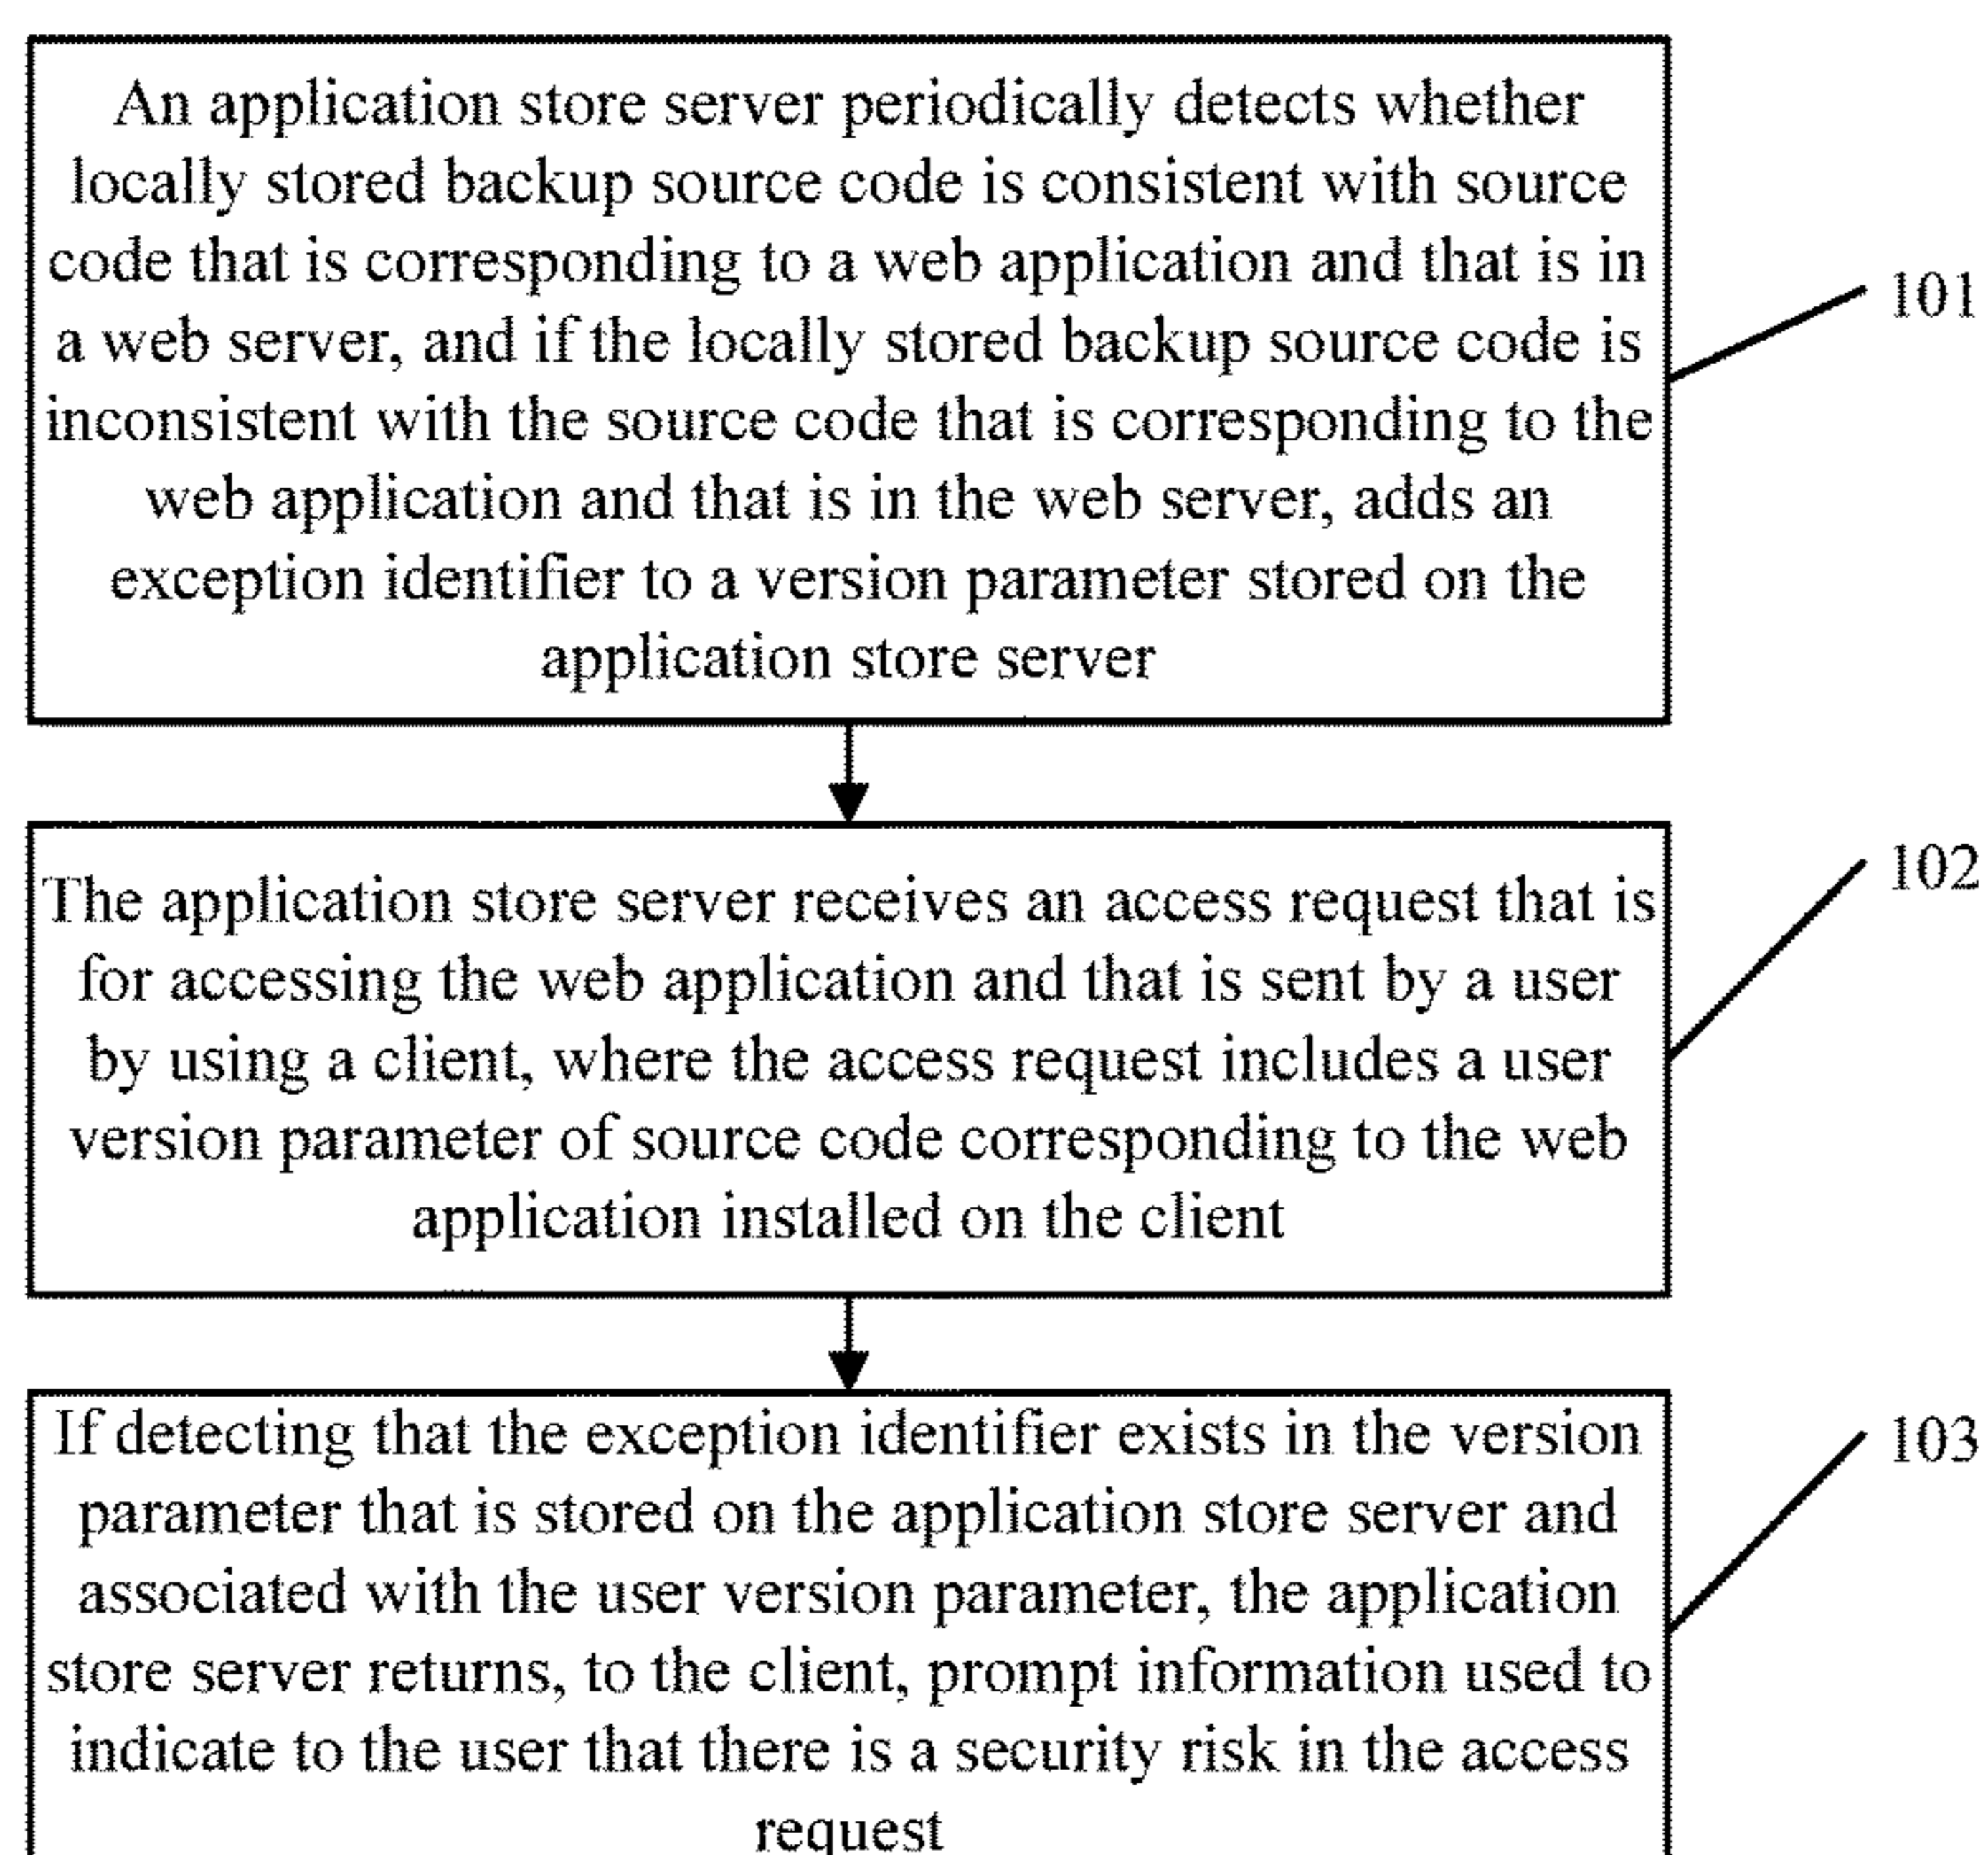 An application store server periodically detects whether
locally stored backup source code is consistent with source
code that is corresponding to a web application and that is in
a web server, and if the locally stored backup source code is
inconsistent with the source code that is corresponding to the
web application and that is in the web server, adds an
exception identifier to a version parameter stored on the
application store server
101
The application store server receives an access request that is
for accessing the web application and that is sent by a user
by using a client, where the access request includes a user
version parameter of source code corresponding to the web
application installed on the client
102
If detecting that the exception identifier exists in the version
parameter that is stored on the application store server and
associated with the user version parameter, the application
store server returns, to the client, prompt information used to
indicate to the user that there is a security risk in the access
request
103